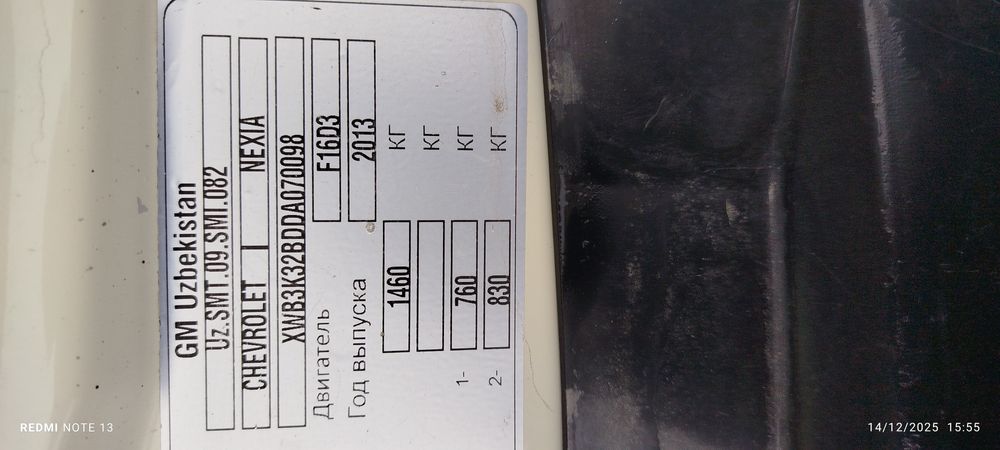 GM Uzbekistan
Uz.SMT.09.SMI.082
CHEVROLET | NEXIA
XWB3K32BDDA070098
Двигатель F16D3
Год выпуска 2013
1460 КГ
КГ
1- 760 КГ
2- 830 КГ
REDMI NOTE 13
14/12/2025 15:55